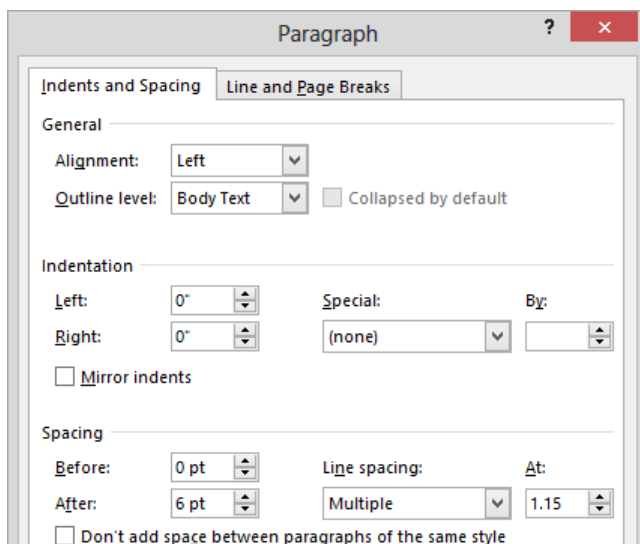 Paragraph ?
Indents and Spacing Line and Page Breaks
General
Alignment: Left
Outline level: Body Text Collapsed by default
Indentation
Left: 0" Special: By:
Right: 0" (none)
Mirror indents
Spacing
Before: 0 pt Line spacing: At:
After: 6 pt Multiple 1.15
Don't add space between paragraphs of the same style